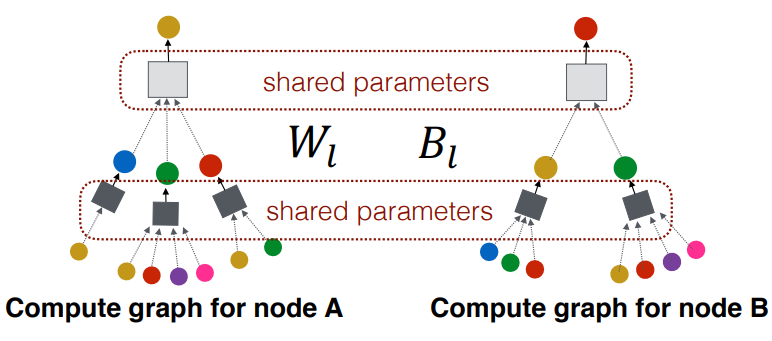 shared parameters
W_l B_l
shared parameters
Compute graph for node A
Compute graph for node B